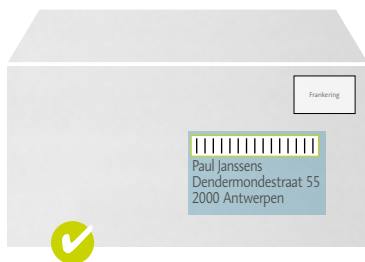 Frankering
Paul Janssens
Dendermondestraat 55
2000 Antwerpen